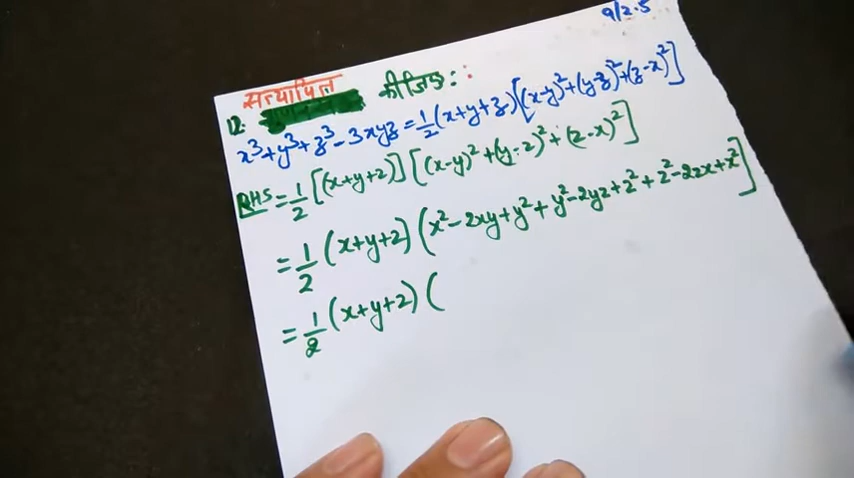 9/2.5
सत्यापित कीजिए :
12.
x³+y³+z³-3xyz=½(x+y+z)[(x-y)²+(y-z)²+(z-x)²]
RHS =½[(x+y+z)][(x-y)²+(y-z)²+(z-x)²]
=½(x+y+z)(x²-2xy+y²+y²-2yz+z²+z²-2zx+x²]
=½(x+y+z)(